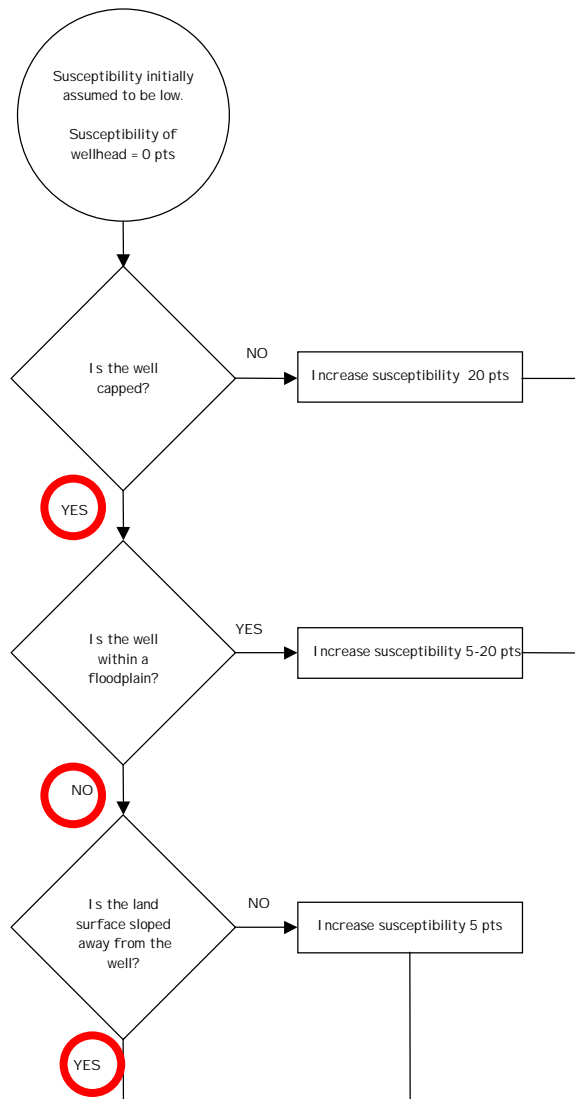 Susceptibility initially
assumed to be low.
Susceptibility of
wellhead = 0 pts
Is the well
capped?
NO
Increase susceptibility 20 pts
YES
Is the well
within a
floodplain?
YES
Increase susceptibility 5-20 pts
NO
Is the land
surface sloped
away from the
well?
NO
Increase susceptibility 5 pts
YES